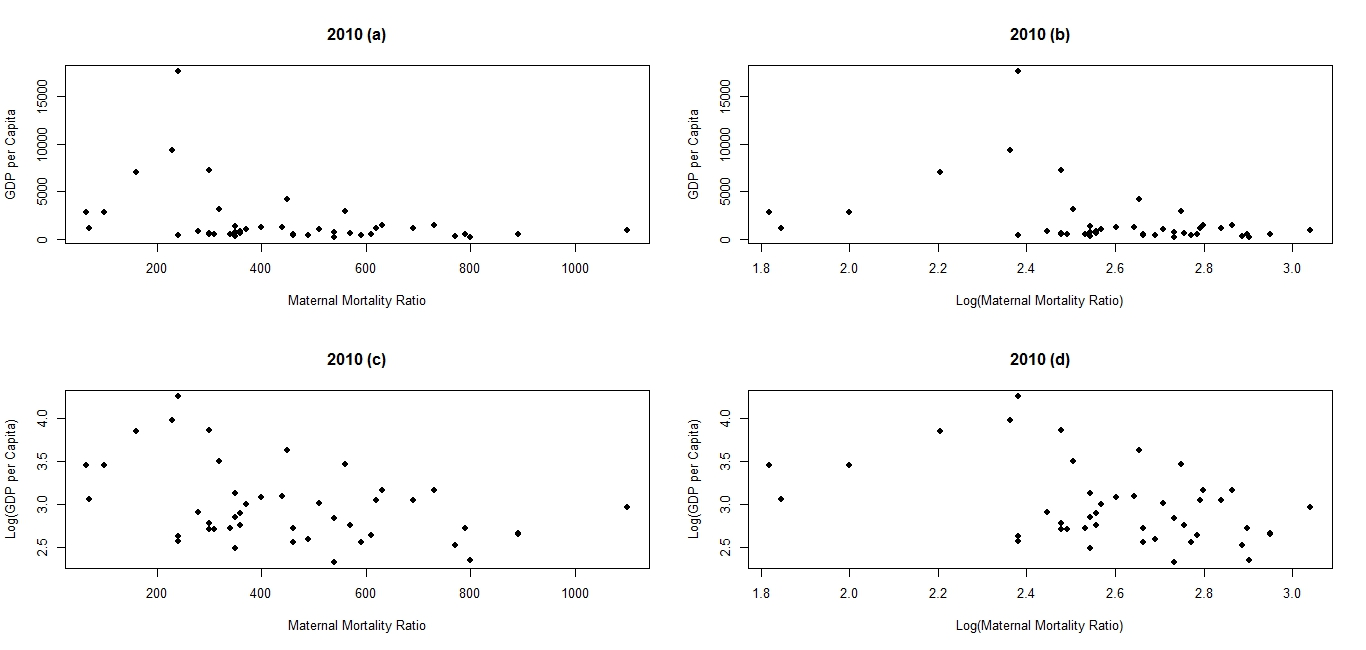 2010 (a)
GDP per Capita
15000
10000
5000
0
200 400 600 800 1000
Maternal Mortality Ratio
2010 (b)
GDP per Capita
15000
10000
5000
0
1.8 2.0 2.2 2.4 2.6 2.8 3.0
Log(Maternal Mortality Ratio)
2010 (c)
Log(GDP per Capita)
4.0
3.5
3.0
2.5
200 400 600 800 1000
Maternal Mortality Ratio
2010 (d)
Log(GDP per Capita)
4.0
3.5
3.0
2.5
1.8 2.0 2.2 2.4 2.6 2.8 3.0
Log(Maternal Mortality Ratio)